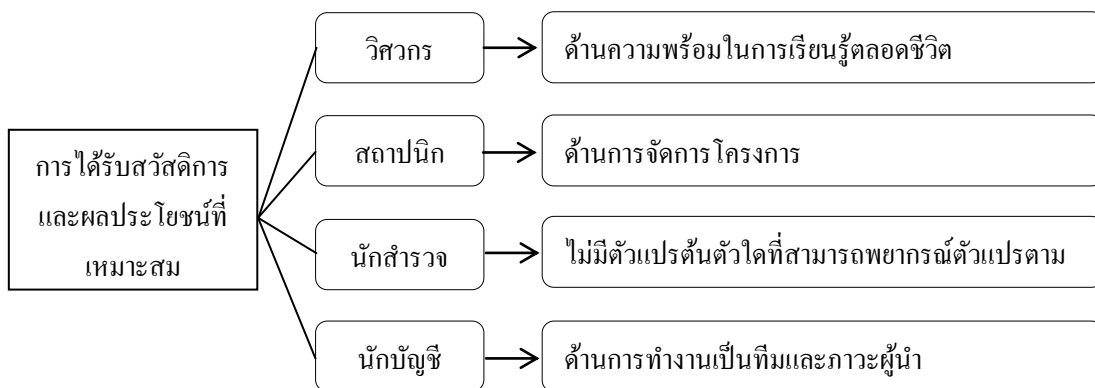 การได้รับสวัสดิการ
และผลประโยชน์ที่
เหมาะสม
วิศวกร
ด้านความพร้อมในการเรียนรู้ตลอดชีวิต
สถาปนิก
ด้านการจัดการโครงการ
นักสำรวจ
ไม่มีตัวแปรต้นตัวใดที่สามารถพยากรณ์ตัวแปรตาม
นักบัญชี
ด้านการทำงานเป็นทีมและภาวะผู้นำ